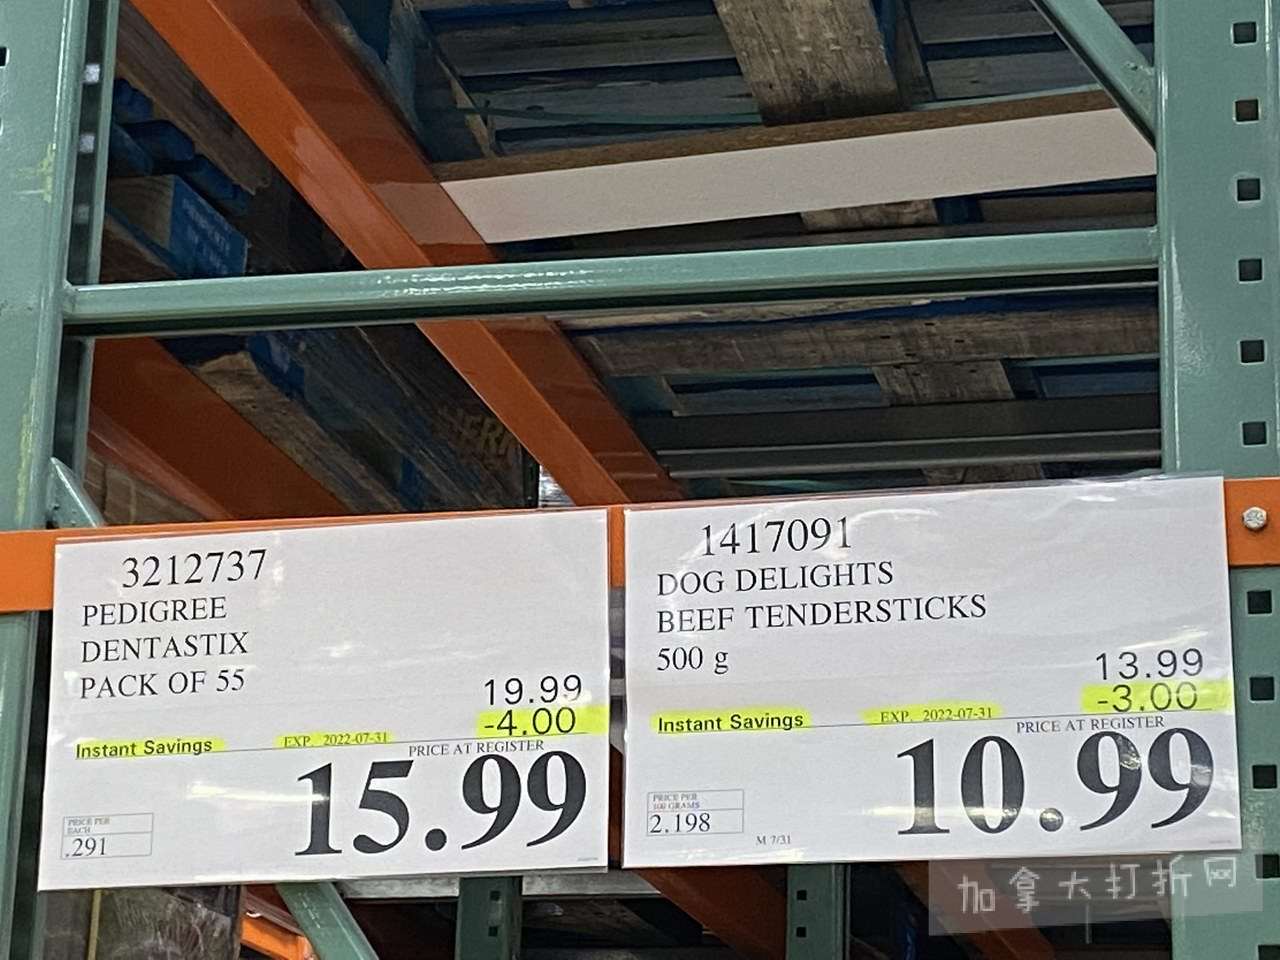 3212737
PEDIGREE
DENTASTIX
PACK OF 55
19.99
-4.00
Instant Savings EXP. 2022-07-31
PRICE AT REGISTER
15.99
PRICE PER
EACH
.291
1417091
DOG DELIGHTS
BEEF TENDERSTICKS
500 g
13.99
-3.00
Instant Savings EXP. 2022-07-31
PRICE AT REGISTER
10.99
PRICE PER
100 GRAMS
2.198
M 7/31
加拿大打折网